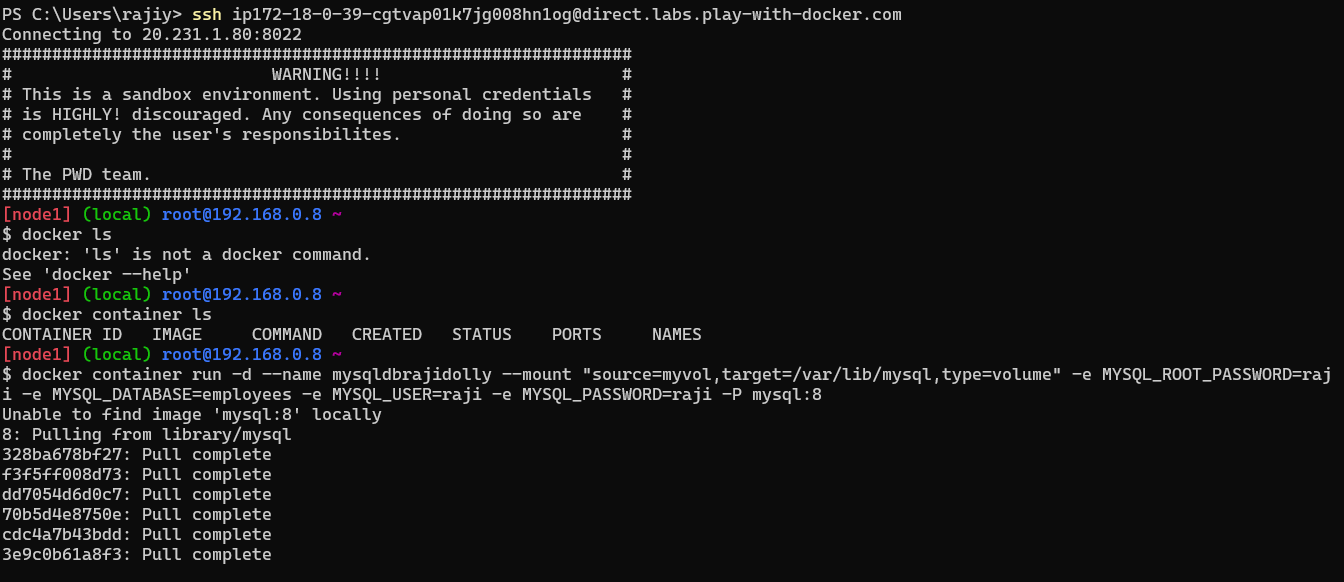 PS C:\Users\rajiy> ssh ip172-18-0-39-cgtvap01k7jg008hn1og@direct.labs.play-with-docker.com
Connecting to 20.231.1.80:8022
###############################################################
#                          WARNING!!!!                        #
# This is a sandbox environment. Using personal credentials   #
# is HIGHLY! discouraged. Any consequences of doing so are    #
# completely the user's responsibilites.                      #
#                                                             #
# The PWD team.                                               #
###############################################################
[node1] (local) root@192.168.0.8 ~
$ docker ls
docker: 'ls' is not a docker command.
See 'docker --help'
[node1] (local) root@192.168.0.8 ~
$ docker container ls
CONTAINER ID   IMAGE     COMMAND   CREATED   STATUS    PORTS     NAMES
[node1] (local) root@192.168.0.8 ~
$ docker container run -d --name mysqldbrajidolly --mount "source=myvol,target=/var/lib/mysql,type=volume" -e MYSQL_ROOT_PASSWORD=raj
i -e MYSQL_DATABASE=employees -e MYSQL_USER=raji -e MYSQL_PASSWORD=raji -P mysql:8
Unable to find image 'mysql:8' locally
8: Pulling from library/mysql
328ba678bf27: Pull complete
f3f5ff008d73: Pull complete
dd7054d6d0c7: Pull complete
70b5d4e8750e: Pull complete
cdc4a7b43bdd: Pull complete
3e9c0b61a8f3: Pull complete